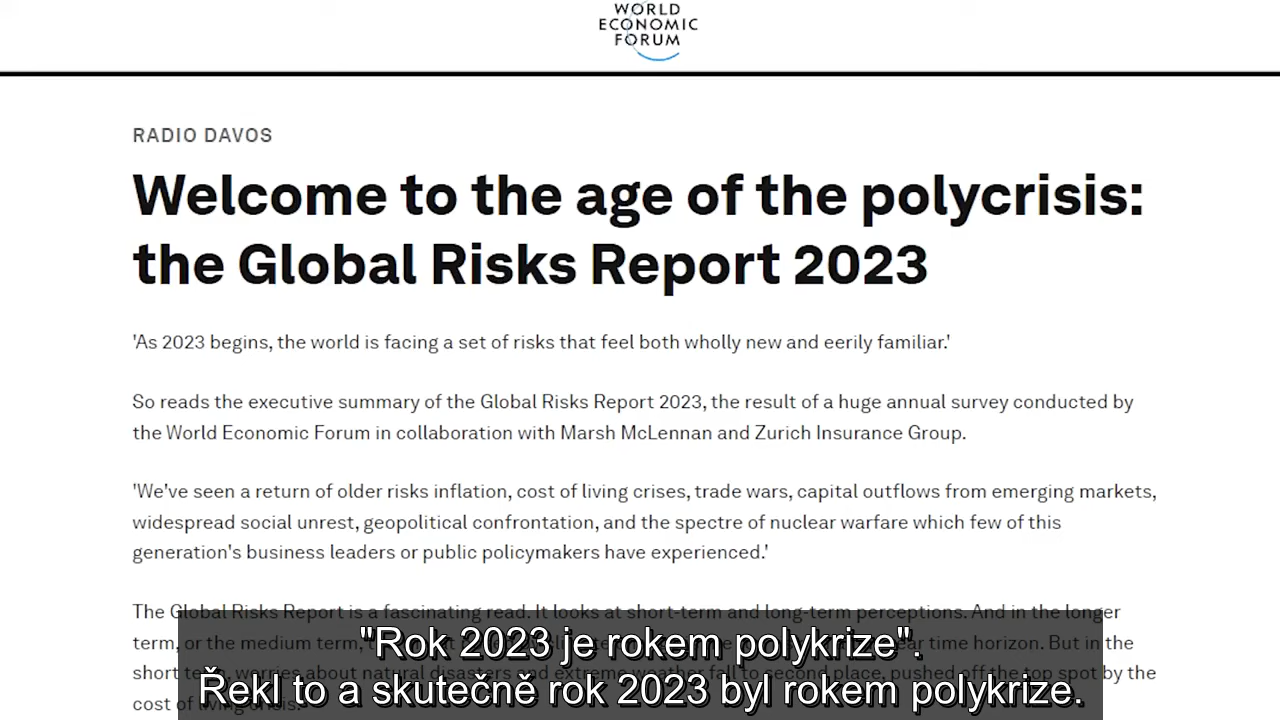 WORLD
ECONOMIC
FORUM
RADIO DAVOS
Welcome to the age of the polycrisis:
the Global Risks Report 2023
'As 2023 begins, the world is facing a set of risks that feel both wholly new and eerily familiar.'
So reads the executive summary of the Global Risks Report 2023, the result of a huge annual survey conducted by
the World Economic Forum in collaboration with Marsh McLennan and Zurich Insurance Group.
'We've seen a return of older risks inflation, cost of living crises, trade wars, capital outflows from emerging markets,
widespread social unrest, geopolitical confrontation, and the spectre of nuclear warfare which few of this
generation's business leaders or public policymakers have experienced.'
The Global Risks Report is a fascinating read. It looks at short-term and long-term perceptions. And in the longer
term, or the medium term, time horizon. But in the
short term, worries about natural disasters and extreme weather fall to second place, pushed off the top spot by the
cost of living crisis.
"Rok 2023 je rokem polykrize".
Řekl to a skutečně rok 2023 byl rokem polykrize.